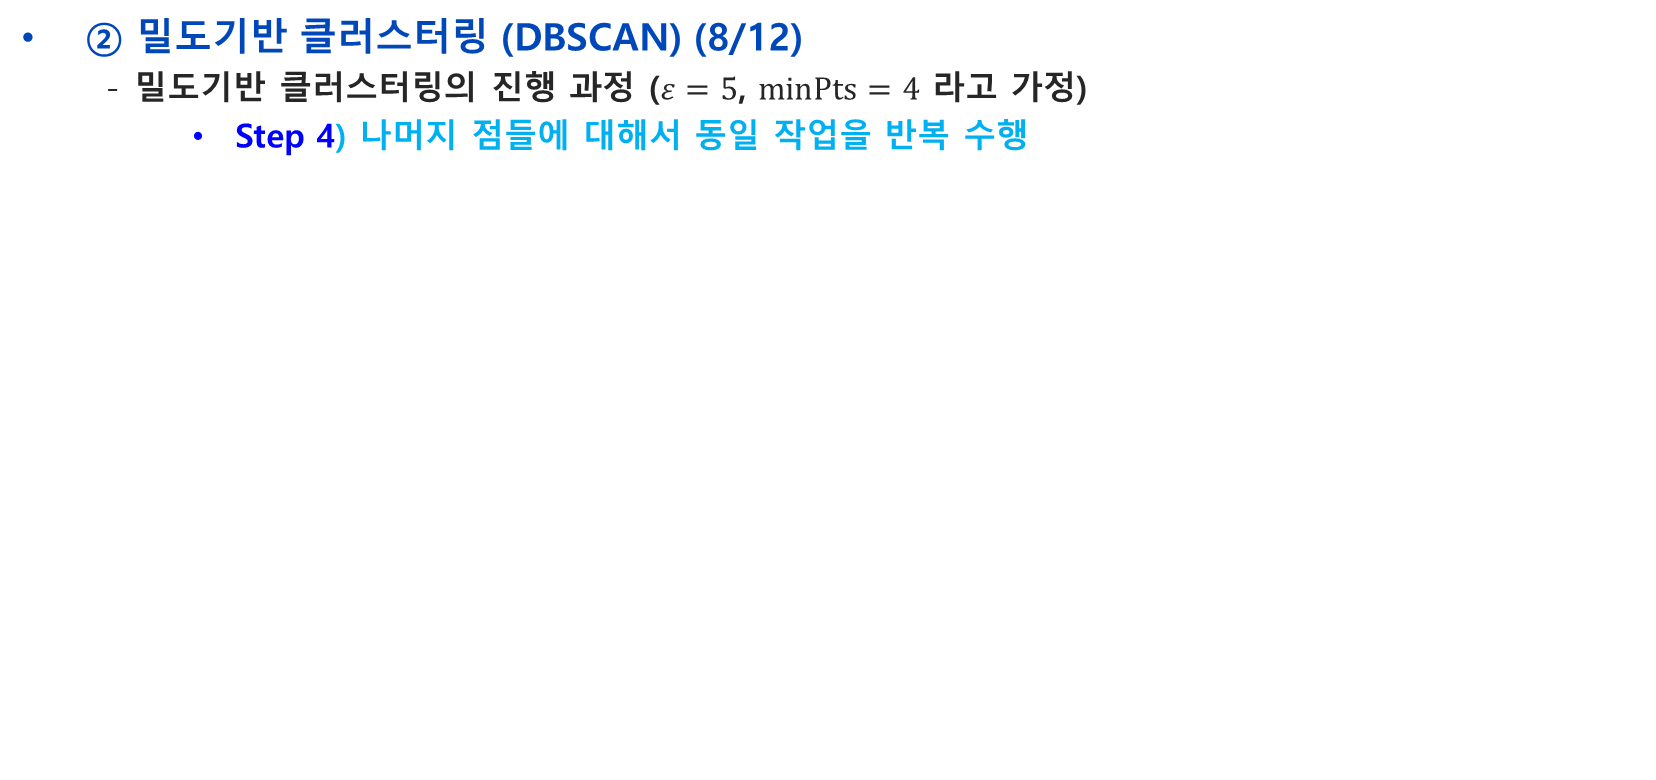 • ② 밀도기반 클러스터링 (DBSCAN) (8/12)
- 밀도기반 클러스터링의 진행 과정 (𝜀 = 5, minPts = 4 라고 가정)
• Step 4) 나머지 점들에 대해서 동일 작업을 반복 수행